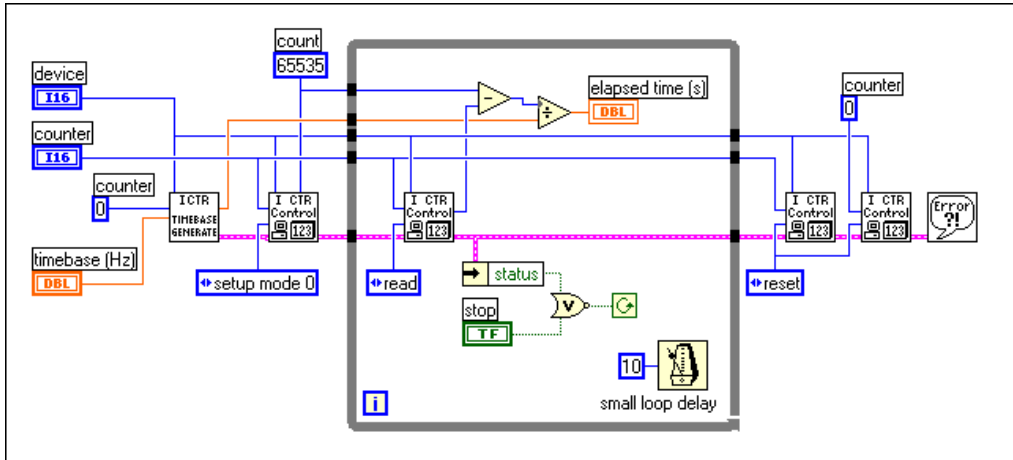 count
65535
device
I16
counter
I16
counter
0
timebase (Hz)
DBL
I CTR
TIMEBASE
GENERATE
I CTR
Control
123
setup mode 0
elapsed time (s)
DBL
I CTR
Control
123
read
status
stop
TF
V
10
small loop delay
i
counter
0
I CTR
Control
123
I CTR
Control
123
reset
Error
?!